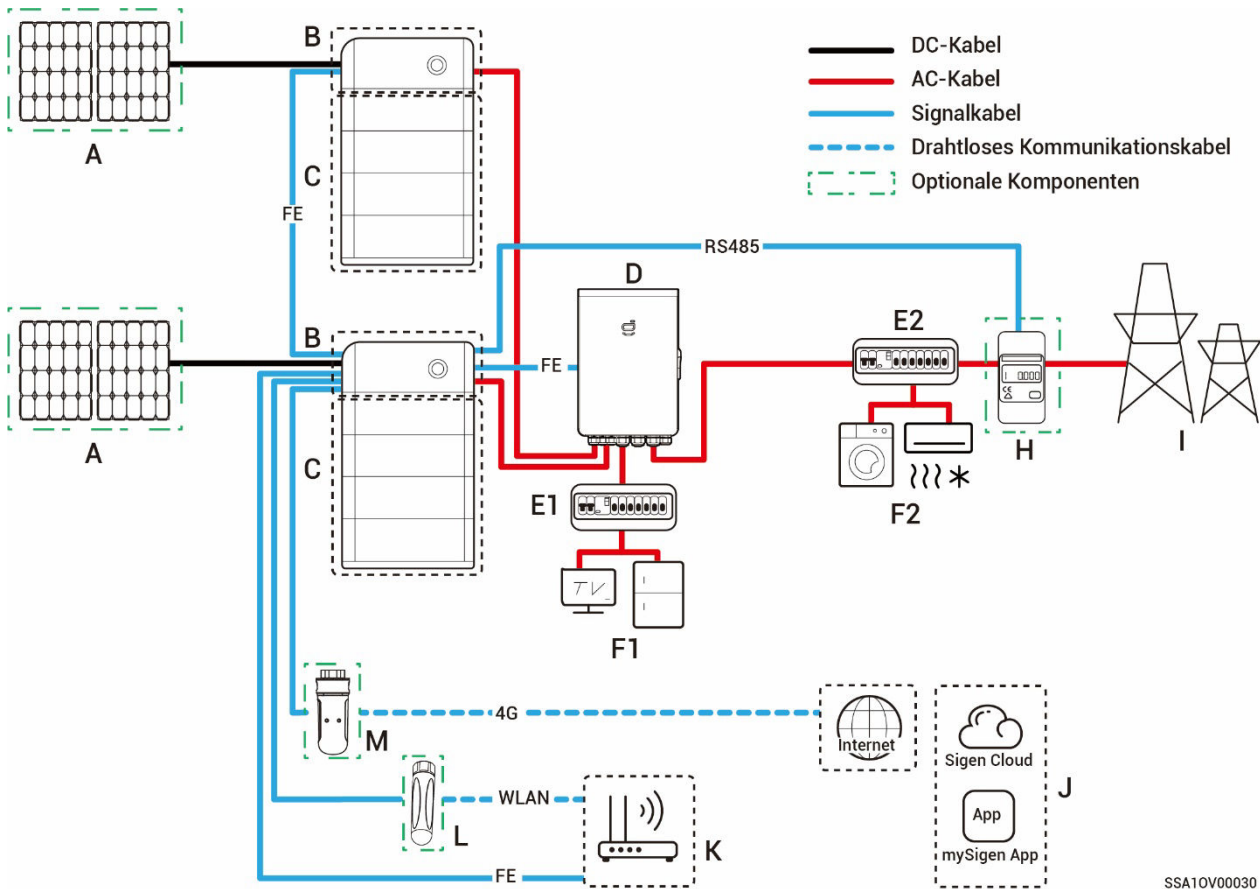 DC-Kabel
AC-Kabel
Signalkabel
Drahtloses Kommunikationskabel
Optionale Komponenten
A
B
C
FE
RS485
D
E2
FE
A
B
C
H
I
F2
E1
TV
F1
M
4G
Internet
Sigen Cloud
App
mySigen App
J
L
WLAN
K
FE
SSA1OV00030